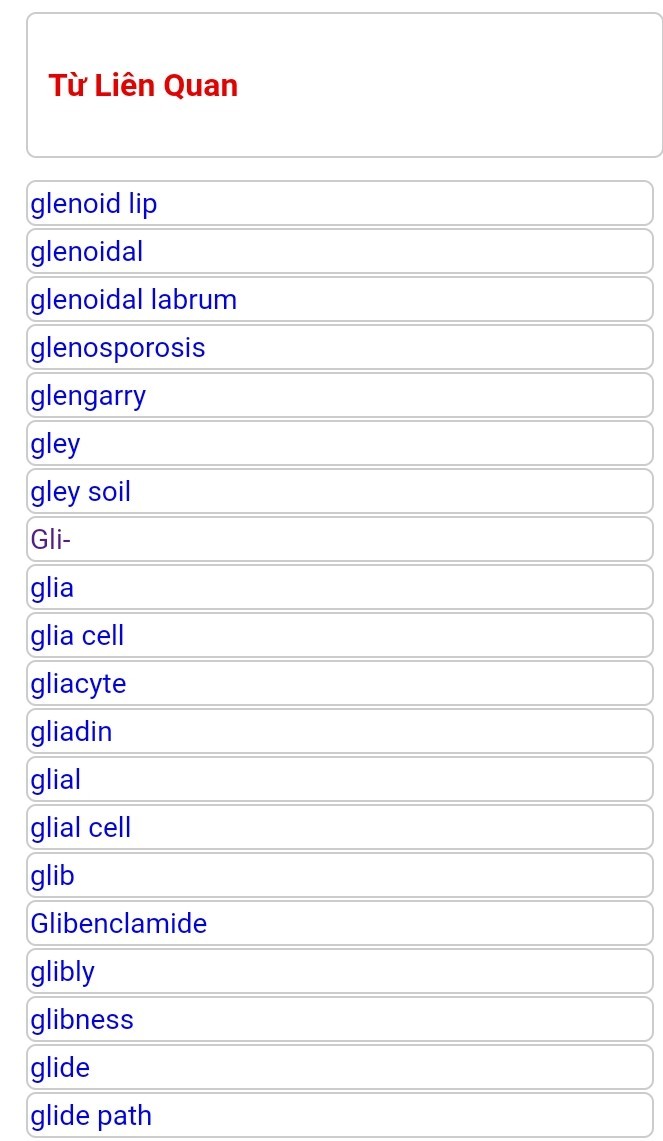 Từ Liên Quan
glenoid lip
glenoidal
glenoidal labrum
glenosporosis
glengarry
gley
gley soil
Gli-
glia
glia cell
gliacyte
gliadin
glial
glial cell
glib
Glibenclamide
glibly
glibness
glide
glide path